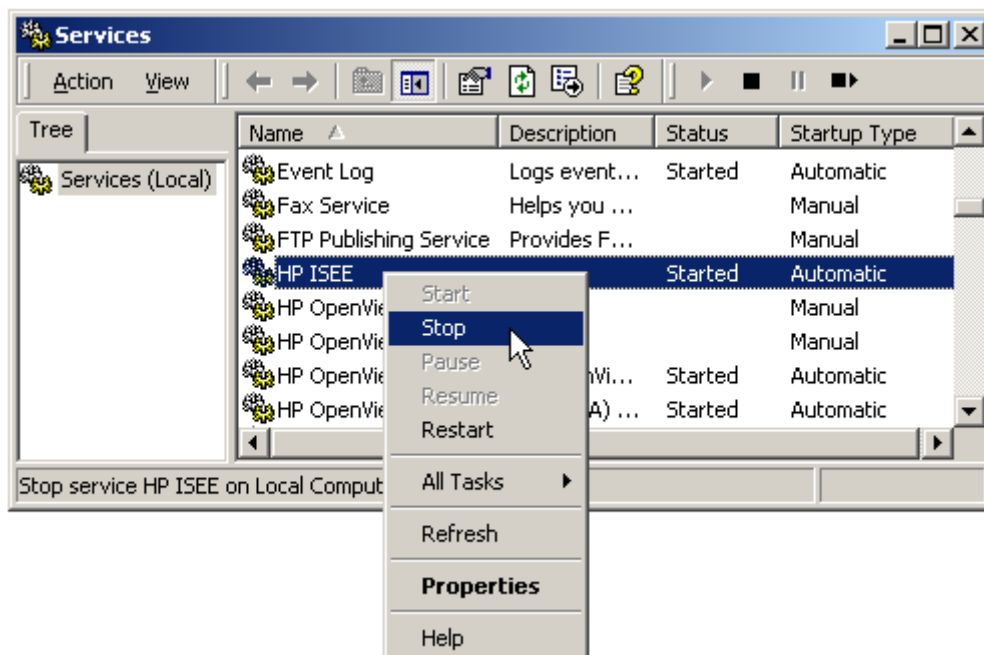 Services
Action View
Tree Name Description Status Startup Type
Services (Local)
Event Log Logs event... Started Automatic
Fax Service Helps you ... Manual
FTP Publishing Service Provides F... Manual
HP ISEE Started Automatic
HP OpenVie Manual
HP OpenVie Manual
HP OpenVie nVi... Started Automatic
HP OpenVie A) ... Started Automatic
Stop service HP ISEE on Local Comput
Start
Stop
Pause
Resume
Restart
All Tasks
Refresh
Properties
Help